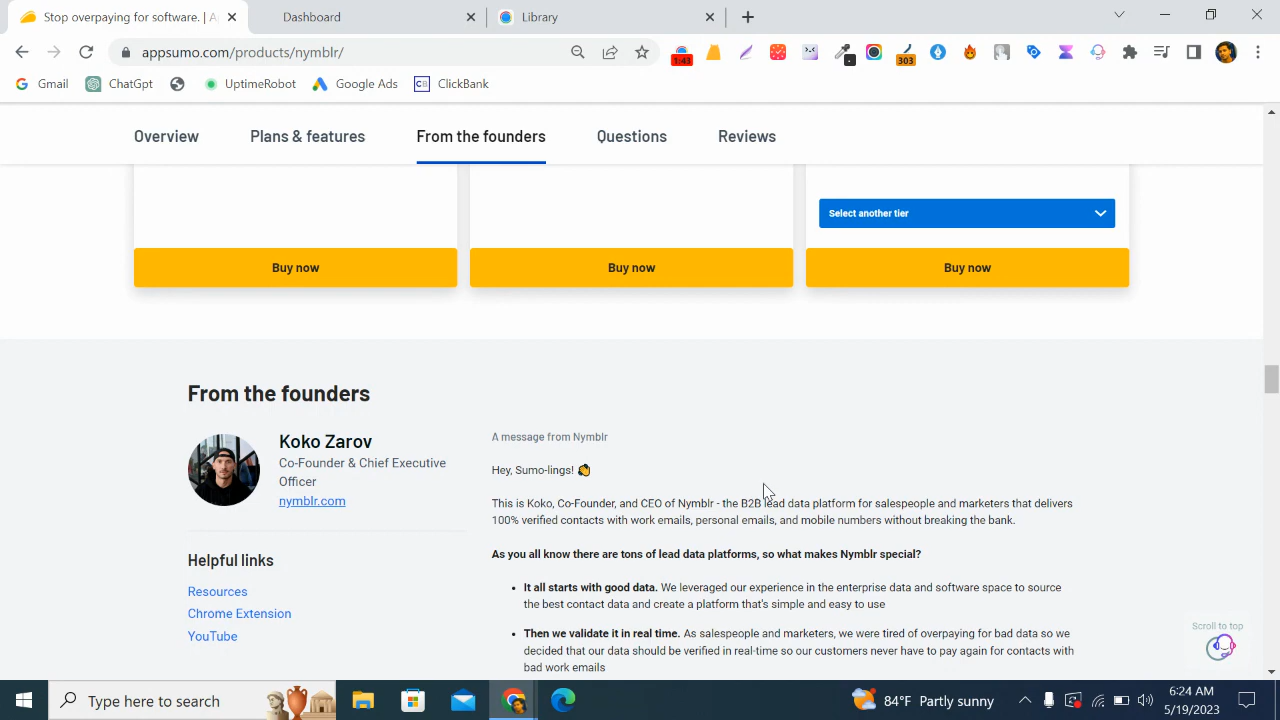 Stop overpaying for software. | A
Dashboard
Library
appsumo.com/products/nymblr/
1:43
303
Gmail
ChatGPT
UptimeRobot
Google Ads
CB
ClickBank
Overview
Plans & features
From the founders
Questions
Reviews
Select another tier
Buy now
Buy now
Buy now
From the founders
Koko Zarov
Co-Founder & Chief Executive
Officer
nymblr.com
Helpful links
Resources
Chrome Extension
YouTube
A message from Nymblr
Hey, Sumo-lings! 👏
This is Koko, Co-Founder, and CEO of Nymblr - the B2B lead data platform for salespeople and marketers that delivers
100% verified contacts with work emails, personal emails, and mobile numbers without breaking the bank.
As you all know there are tons of lead data platforms, so what makes Nymblr special?
• It all starts with good data. We leveraged our experience in the enterprise data and software space to source
the best contact data and create a platform that's simple and easy to use
• Then we validate it in real time. As salespeople and marketers, we were tired of overpaying for bad data so we
decided that our data should be verified in real-time so our customers never have to pay again for contacts with
bad work emails
Scroll to top
Type here to search
84°F Partly sunny
6:24 AM
5/19/2023